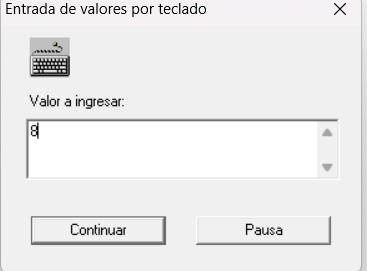 Entrada de valores por teclado
Valor a ingresar:
8
Continuar
Pausa